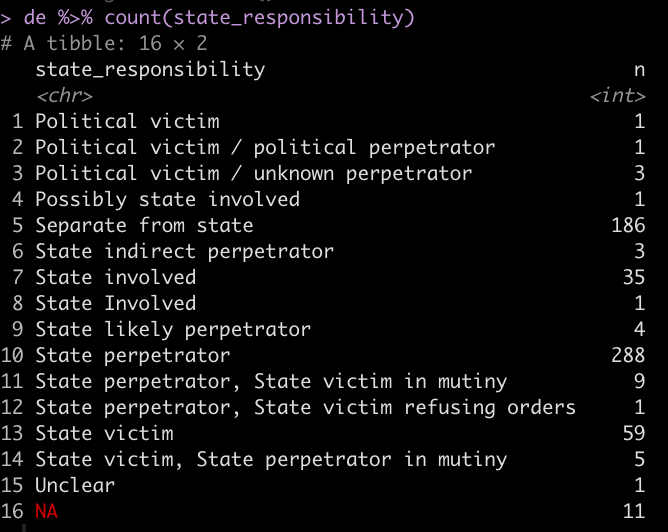 > de %>% count(state_responsibility)
# A tibble: 16 × 2
state_responsibility n
<chr> <int>
1 Political victim 1
2 Political victim / political perpetrator 1
3 Political victim / unknown perpetrator 3
4 Possibly state involved 1
5 Separate from state 186
6 State indirect perpetrator 3
7 State involved 35
8 State Involved 1
9 State likely perpetrator 4
10 State perpetrator 288
11 State perpetrator, State victim in mutiny 9
12 State perpetrator, State victim refusing orders 1
13 State victim 59
14 State victim, State perpetrator in mutiny 5
15 Unclear 1
16 NA 11